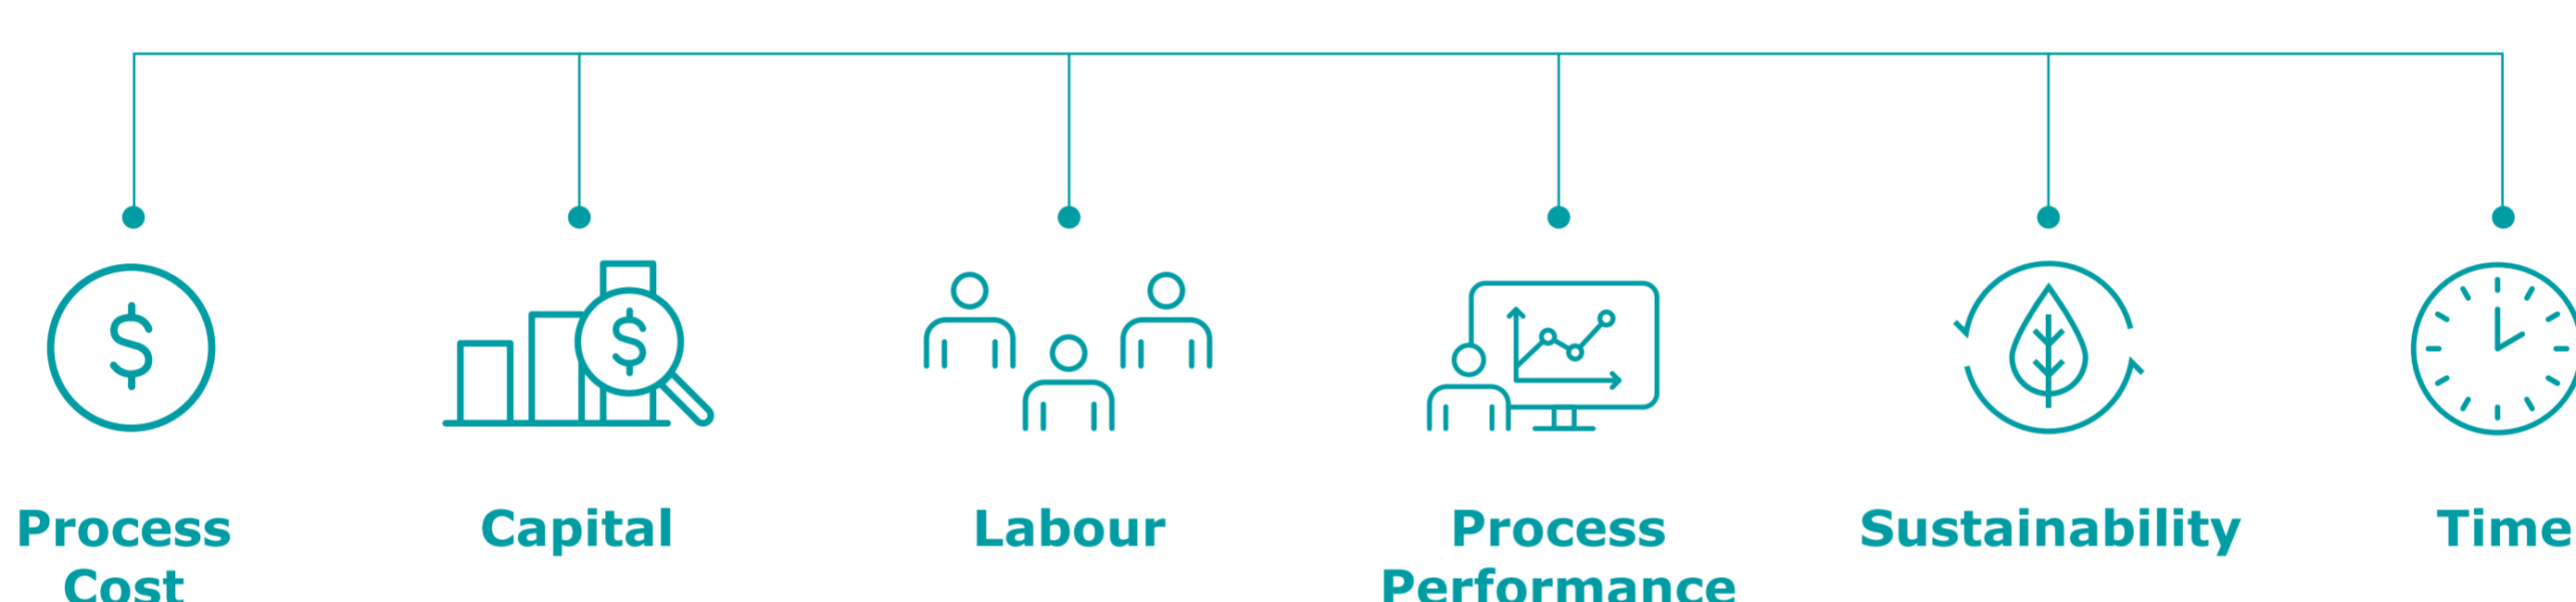 Process
Cost
Capital
Labour
Process
Performance
Sustainability
Time